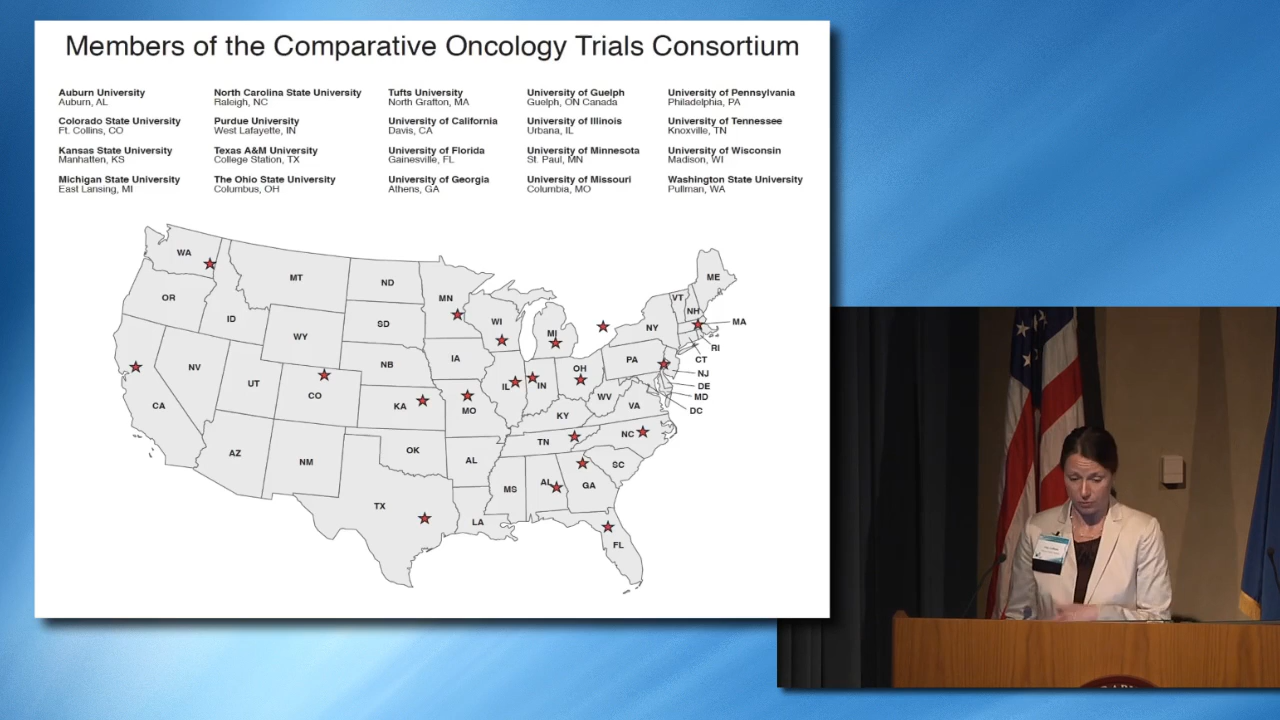 Members of the Comparative Oncology Trials Consortium
Auburn University
Auburn, AL
Colorado State University
Ft. Collins, CO
Kansas State University
Manhatten, KS
Michigan State University
East Lansing, MI
North Carolina State University
Raleigh, NC
Purdue University
West Lafayette, IN
Texas A&M University
College Station, TX
The Ohio State University
Columbus, OH
Tufts University
North Grafton, MA
University of California
Davis, CA
University of Florida
Gainesville, FL
University of Georgia
Athens, GA
University of Guelph
Guelph, ON Canada
University of Illinois
Urbana, IL
University of Minnesota
St. Paul, MN
University of Missouri
Columbia, MO
University of Pennsylvania
Philadelphia, PA
University of Tennessee
Knoxville, TN
University of Wisconsin
Madison, WI
Washington State University
Pullman, WA
WA
MT
ND
MN
ME
VT
NH
OR
ID
SD
WI
MI
NY
MA
RI
WY
IA
NB
PA
CT
NV
UT
CO
IL
IN
OH
NJ
DE
MD
DC
CA
KA
MO
WV
VA
KY
AZ
NM
OK
TN
NC
AL
SC
MS
AL
GA
TX
LA
FL